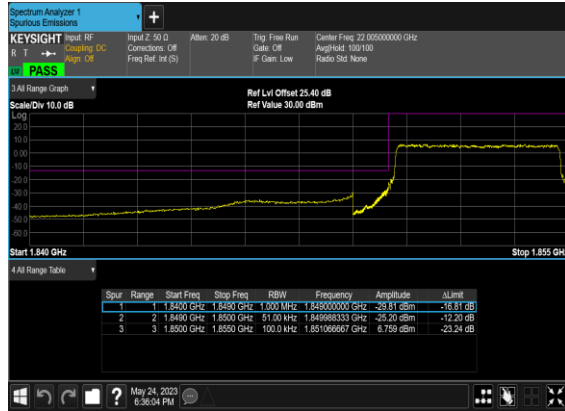 Spectrum Analyzer 1
Spurious Emissions
+
KEYSIGHT Input: RF Input Z: 50 Ω Atten: 20 dB Trig: Free Run Center Freq: 22.005000000 GHz
R T Coupling: DC Corrections: Off Gate: Off Avg|Hold: 100/100
Align: Off Freq Ref: Int (S) IF Gain: Low Radio Std: None
PASS
3 All Range Graph
Ref Lvl Offset 25.40 dB
Scale/Div 10.0 dB Ref Value 30.00 dBm
Log
20.0
10.0
0.00
-10.0
-20.0
-30.0
-40.0
-50.0
-60.0
Start 1.840 GHz Stop 1.855 GHz
4 All Range Table
Spur Range Start Freq Stop Freq RBW Frequency Amplitude ΔLimit
1 1 1.8400 GHz 1.8490 GHz 1.000 MHz 1.849000000 GHz -29.81 dBm -16.81 dB
2 2 1.8490 GHz 1.8500 GHz 51.00 kHz 1.849988333 GHz -25.20 dBm -12.20 dB
3 3 1.8500 GHz 1.8550 GHz 100.0 kHz 1.851066667 GHz 6.759 dBm -23.24 dB
?
May 24, 2023
6:36:04 PM